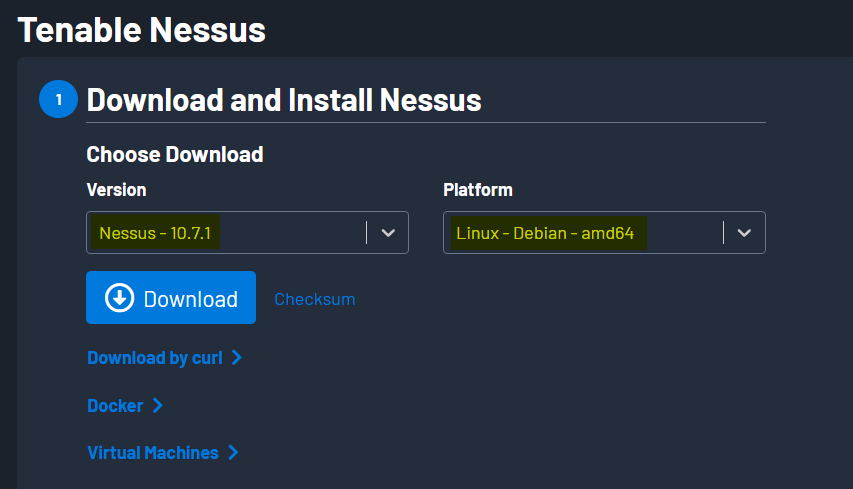 Tenable Nessus
1 Download and Install Nessus
Choose Download
Version Platform
Nessus - 10.7.1 Linux - Debian - amd64
Download Checksum
Download by curl
Docker
Virtual Machines